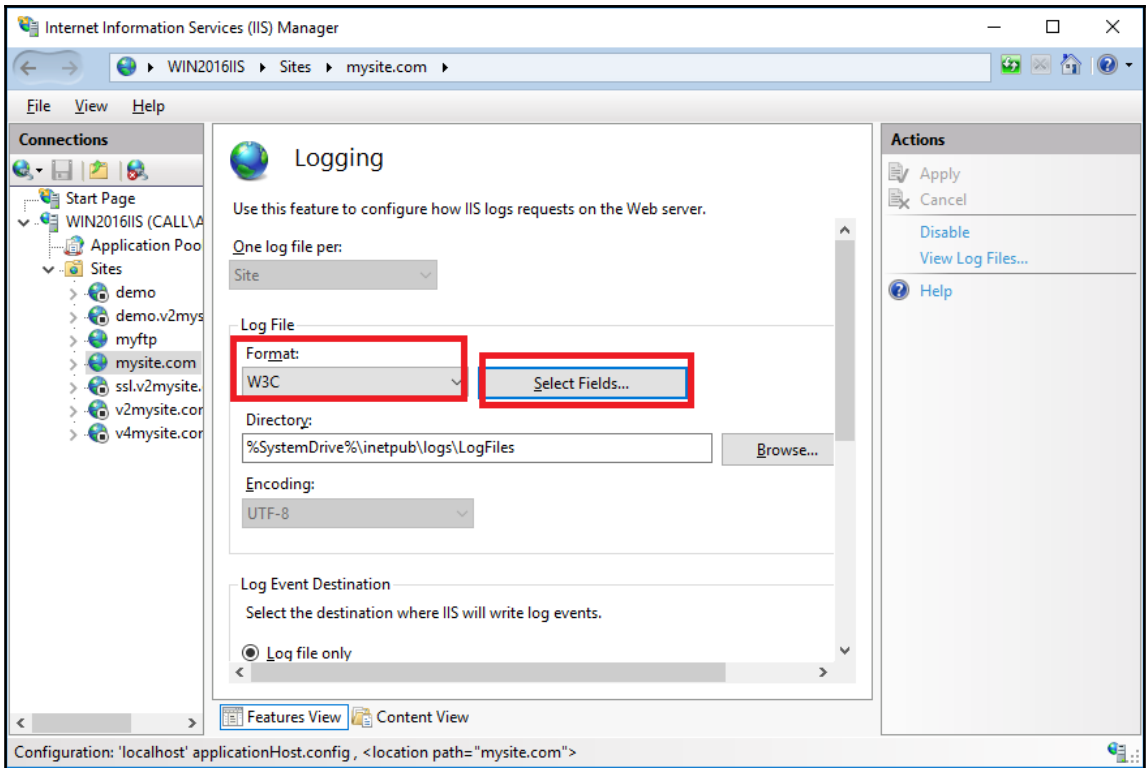 Internet Information Services (IIS) Manager
WIN2016IIS Sites mysite.com
File View Help
Connections
Start Page
WIN2016IIS (CALL\A
Application Poo
Sites
demo
demo.v2mys
myftp
mysite.com
ssl.v2mysite.
v2mysite.cor
v4mysite.cor
Logging
Use this feature to configure how IIS logs requests on the Web server.
One log file per:
Site
Log File
Format:
W3C
Select Fields...
Directory:
%SystemDrive%\inetpub\logs\LogFiles
Browse...
Encoding:
UTF-8
Log Event Destination
Select the destination where IIS will write log events.
Log file only
Features View Content View
Actions
Apply
Cancel
Disable
View Log Files...
Help
Configuration: 'localhost' applicationHost.config , <location path="mysite.com">